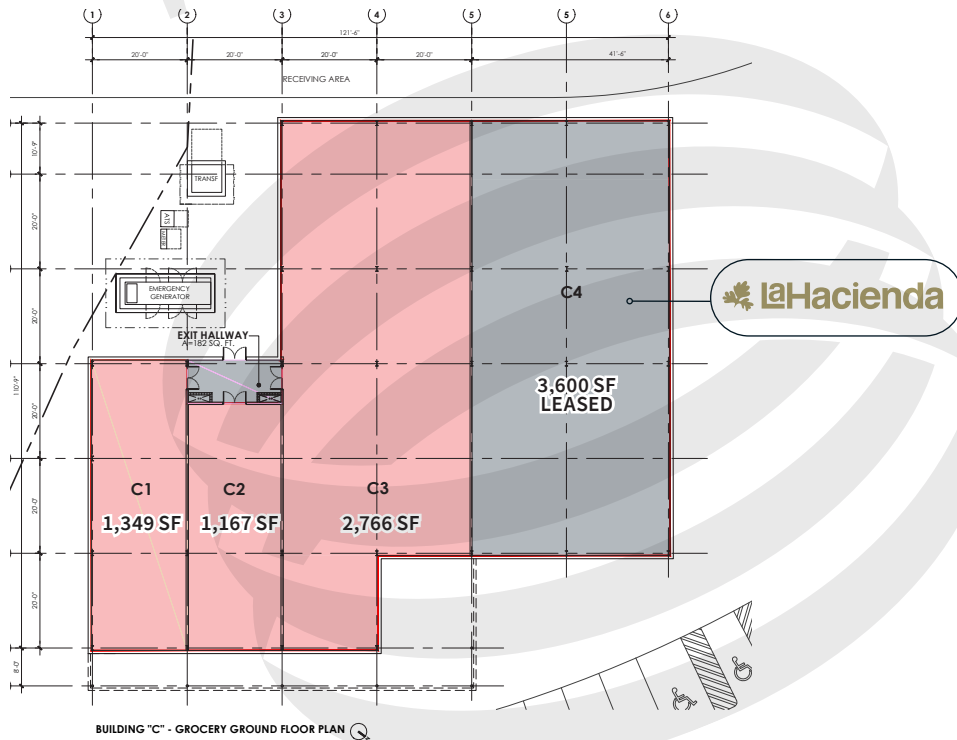 1 2 3 4 5 5 6
121'-6"
20'-0" 20'-0" 20'-0" 20'-0" 41'-6"
RECEIVING AREA
10'-9"
TRANSF
20'-0"
ATS
EMERGENCY
GENERATOR
20'-0"
C4
laHacienda
EXIT HALLWAY
A=182 SQ. FT.
110'-9"
20'-0"
3,600 SF
LEASED
C1 C2 C3
1,349 SF 1,167 SF 2,766 SF
20'-0"
20'-0"
8'-0"
BUILDING "C" - GROCERY GROUND FLOOR PLAN